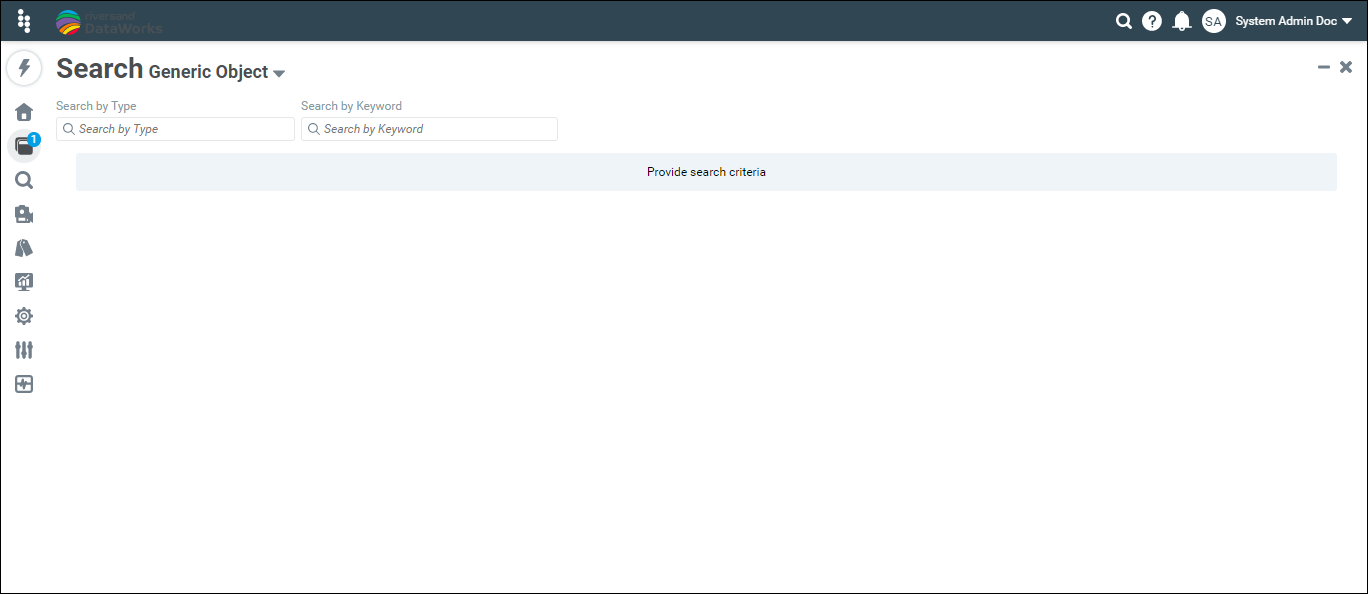 riversand
DataWorks
SA
System Admin Doc
Search Generic Object
1
Search by Type
Search by Keyword
Search by Type
Search by Keyword
Provide search criteria